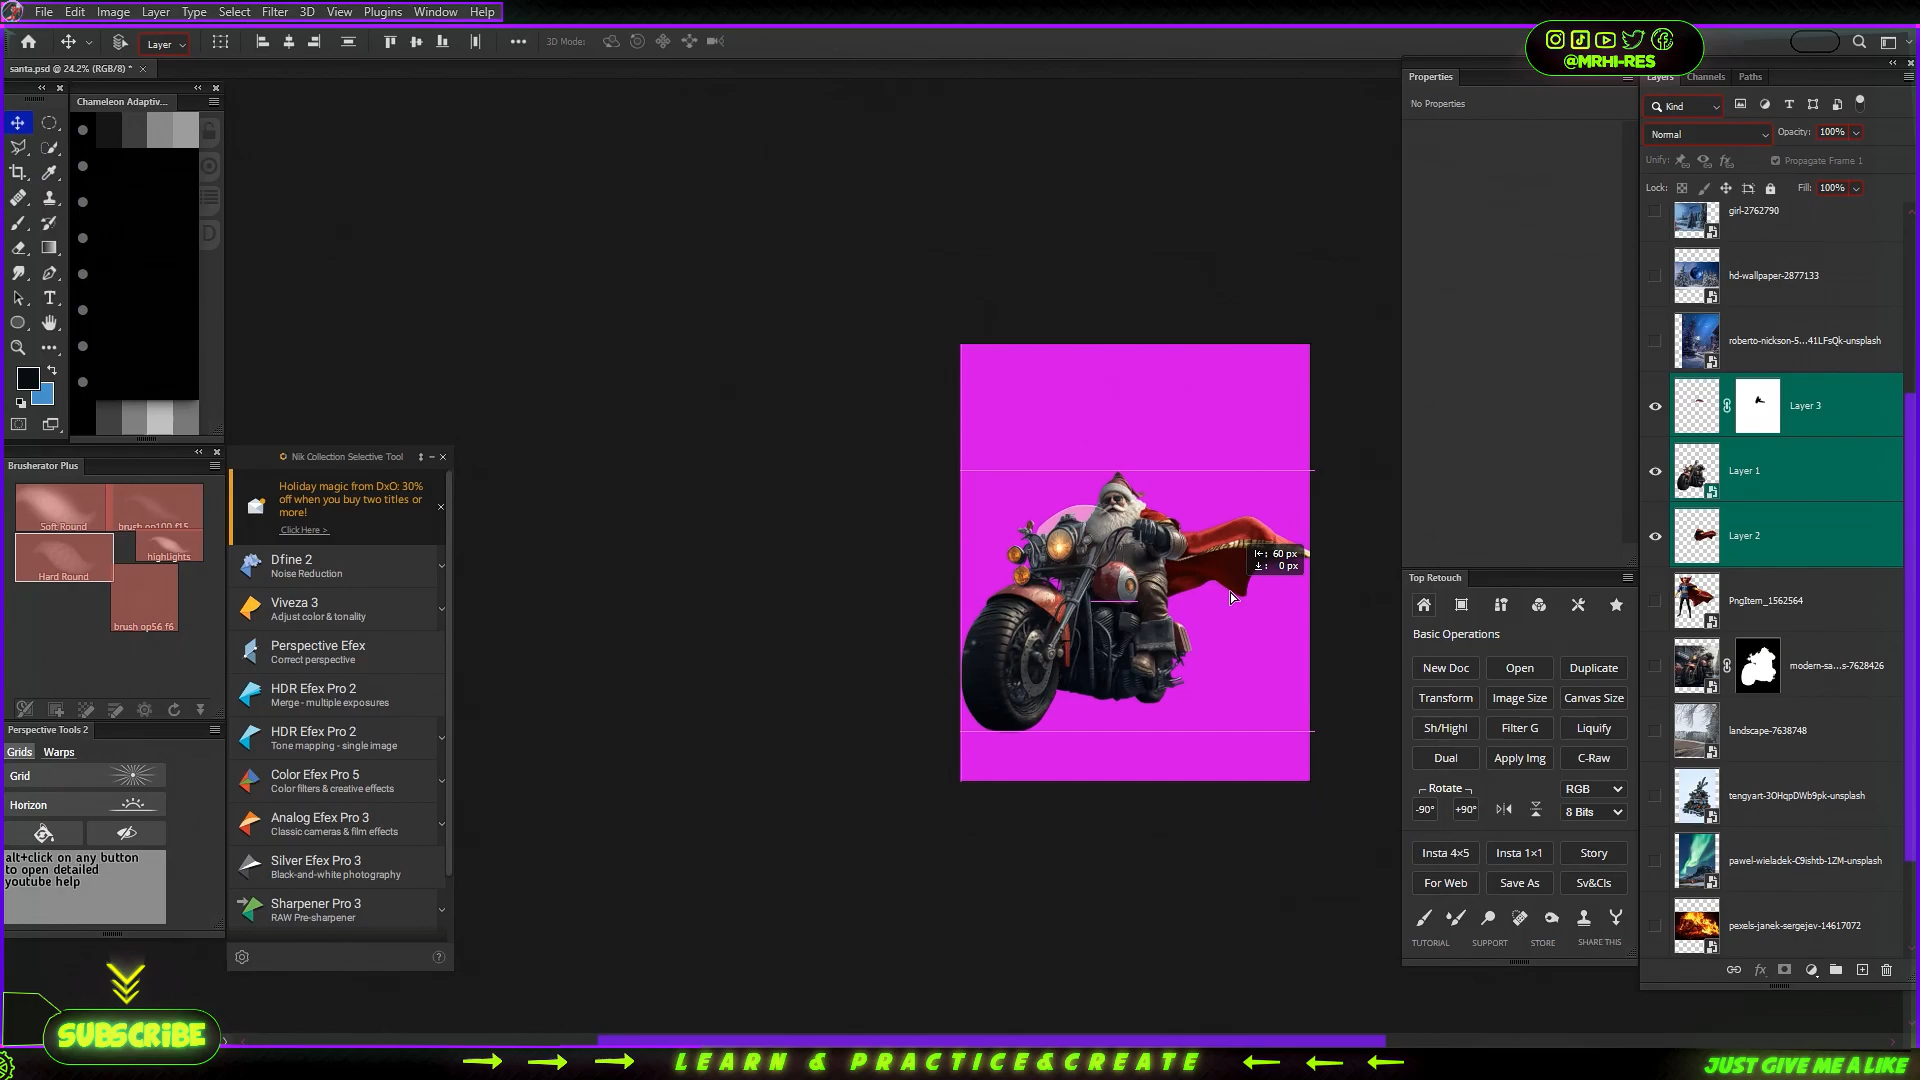 File Edit Image Layer Type Select Filter 3D View Plugins Window Help
Layer
3D Mode:
@MRHI-RES
santa.psd @ 24.2% (RGB/8) *
Chameleon Adaptiv...
Properties
No Properties
Layers Channels Paths
Kind
Normal
Opacity: 100%
Unify:
Propagate Frame 1
Lock:
Fill: 100%
girl-2762790
hd-wallpaper-2877133
roberto-nickson-5...41LFsQk-unsplash
Layer 3
Layer 1
Layer 2
PngItem_1562564
modern-sa...s-7628426
landscape-7638748
tengyart-3OHqpDWb9pk-unsplash
pawel-wieladek-C9ishtb-1ZM-unsplash
pexels-janek-sergejev-14617072
60 px
0 px
Brusherator Plus
Soft Round
brush op100 f15
Hard Round
highlights
brush op56 f6
Nik Collection Selective Tool
Holiday magic from DxO: 30%
off when you buy two titles or
more!
Click Here >
Dfine 2
Noise Reduction
Viveza 3
Adjust color & tonality
Perspective Efex
Correct perspective
HDR Efex Pro 2
Merge - multiple exposures
HDR Efex Pro 2
Tone mapping - single image
Color Efex Pro 5
Color filters & creative effects
Analog Efex Pro 3
Classic cameras & film effects
Silver Efex Pro 3
Black-and-white photography
Sharpener Pro 3
RAW Pre-sharpener
Perspective Tools 2
Grids Warps
Grid
Horizon
alt+click on any button
to open detailed
youtube help
Top Retouch
Basic Operations
New Doc Open Duplicate
Transform Image Size Canvas Size
Sh/Highl Filter G Liquify
Dual Apply Img C-Raw
Rotate
RGB
-90° +90°
8 Bits
Insta 4×5 Insta 1×1 Story
For Web Save As Sv&Cls
TUTORIAL SUPPORT STORE SHARE THIS
SUBSCRIBE
LEARN & PRACTICE&CREATE
JUST GIVE ME A LIKE